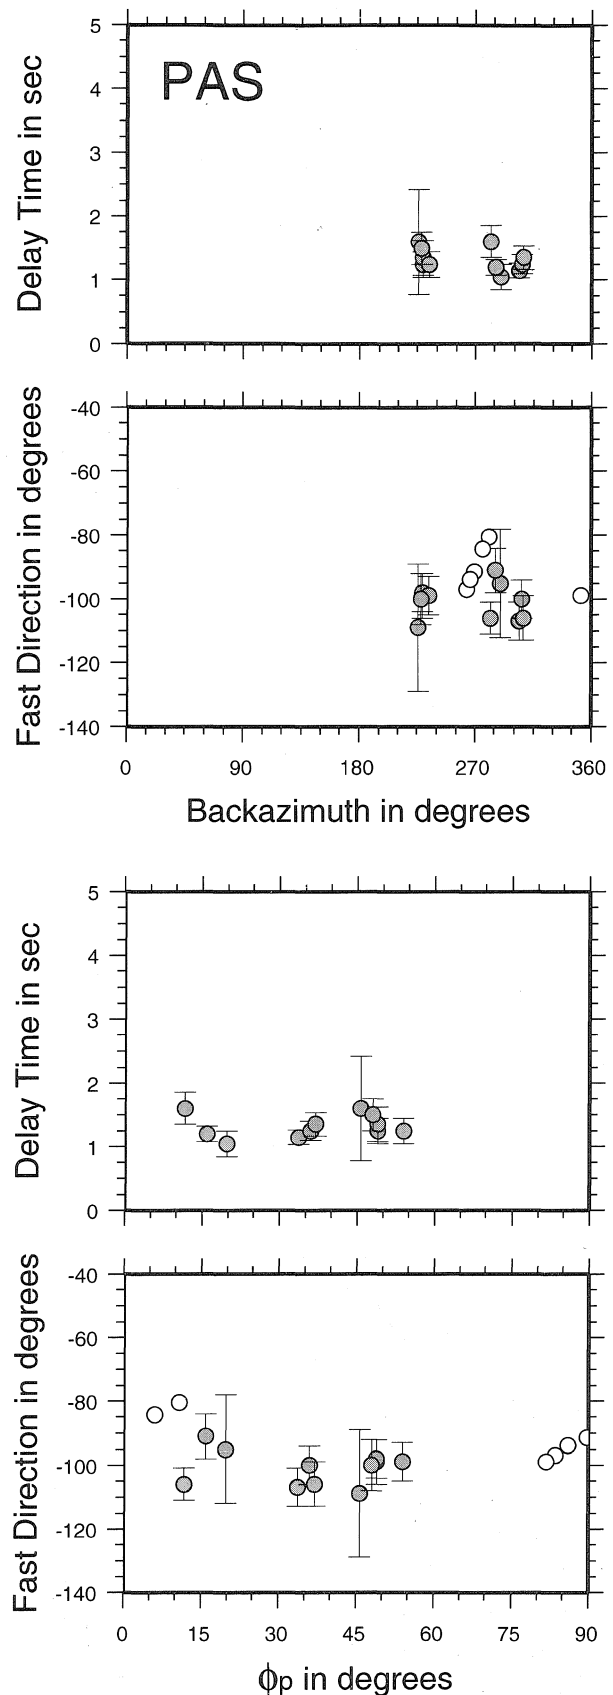 PAS
Delay Time in sec
5
4
3
2
1
0
Fast Direction in degrees
-40
-60
-80
-100
-120
-140
0 90 180 270 360
Backazimuth in degrees
Delay Time in sec
5
4
3
2
1
0
Fast Direction in degrees
-40
-60
-80
-100
-120
-140
0 15 30 45 60 75 90
ϕp in degrees